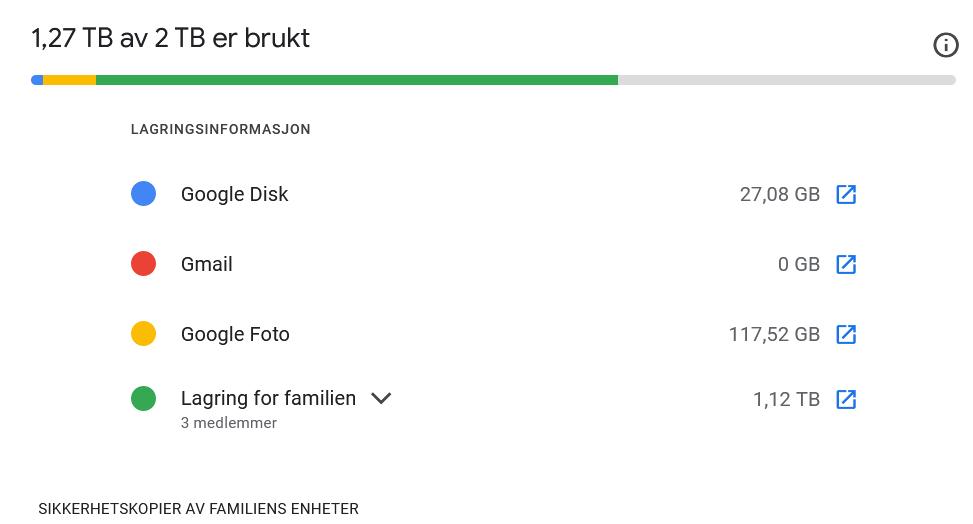 1,27 TB av 2 TB er brukt
LAGRINGSINFORMASJON
Google Disk 27,08 GB
Gmail 0 GB
Google Foto 117,52 GB
Lagring for familien 1,12 TB
3 medlemmer
SIKKERHETSKOPIER AV FAMILIENS ENHETER